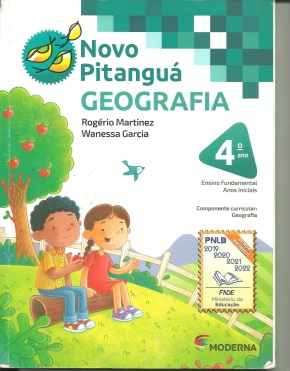 Novo
Pitanguá
GEOGRAFIA
Rogério Martinez
Wanessa Garcia
4º
ano
Ensino Fundamental
Anos Iniciais
Componente curricular:
Geografia
PNLD
2019
2020
2021
2022
FNDE
Ministério da
Educação
MODERNA